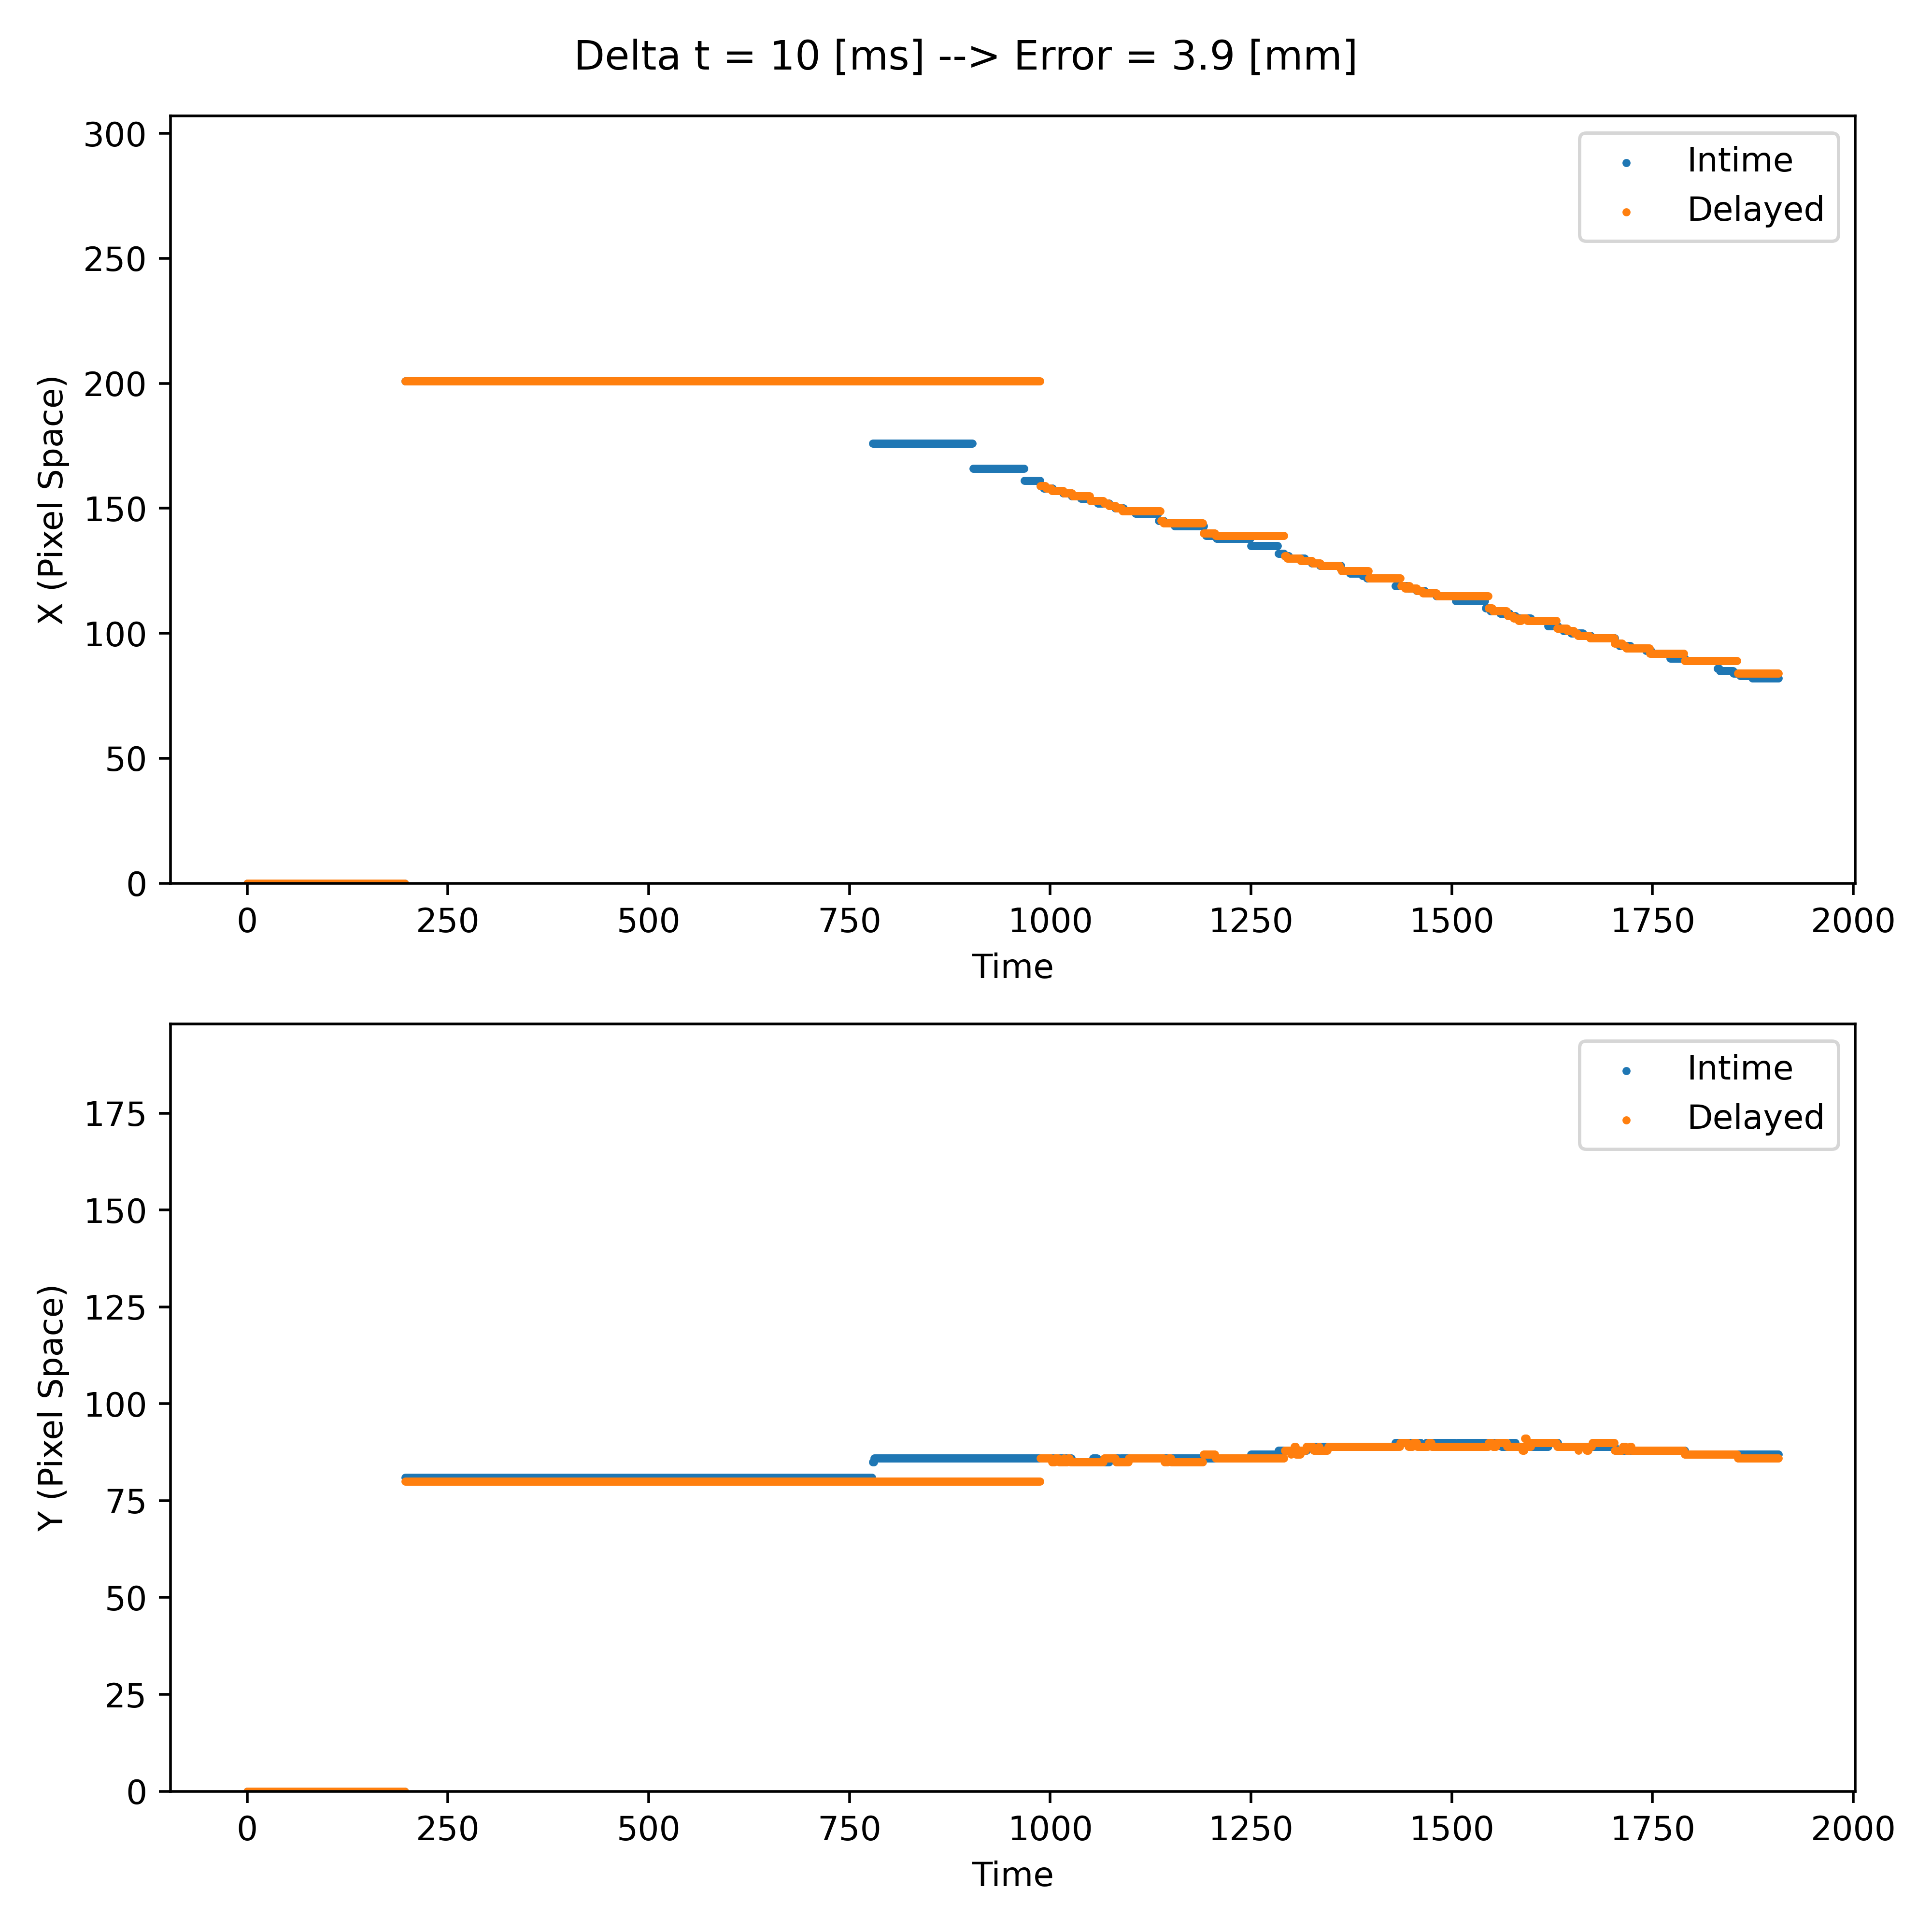 Delta t = 10 [ms] --> Error = 3.9 [mm]
300
250
200
150
100
50
0
X (Pixel Space)
Intime
Delayed
0 250 500 750 1000 1250 1500 1750 2000
Time
175
150
125
100
75
50
25
0
Y (Pixel Space)
Intime
Delayed
0 250 500 750 1000 1250 1500 1750 2000
Time